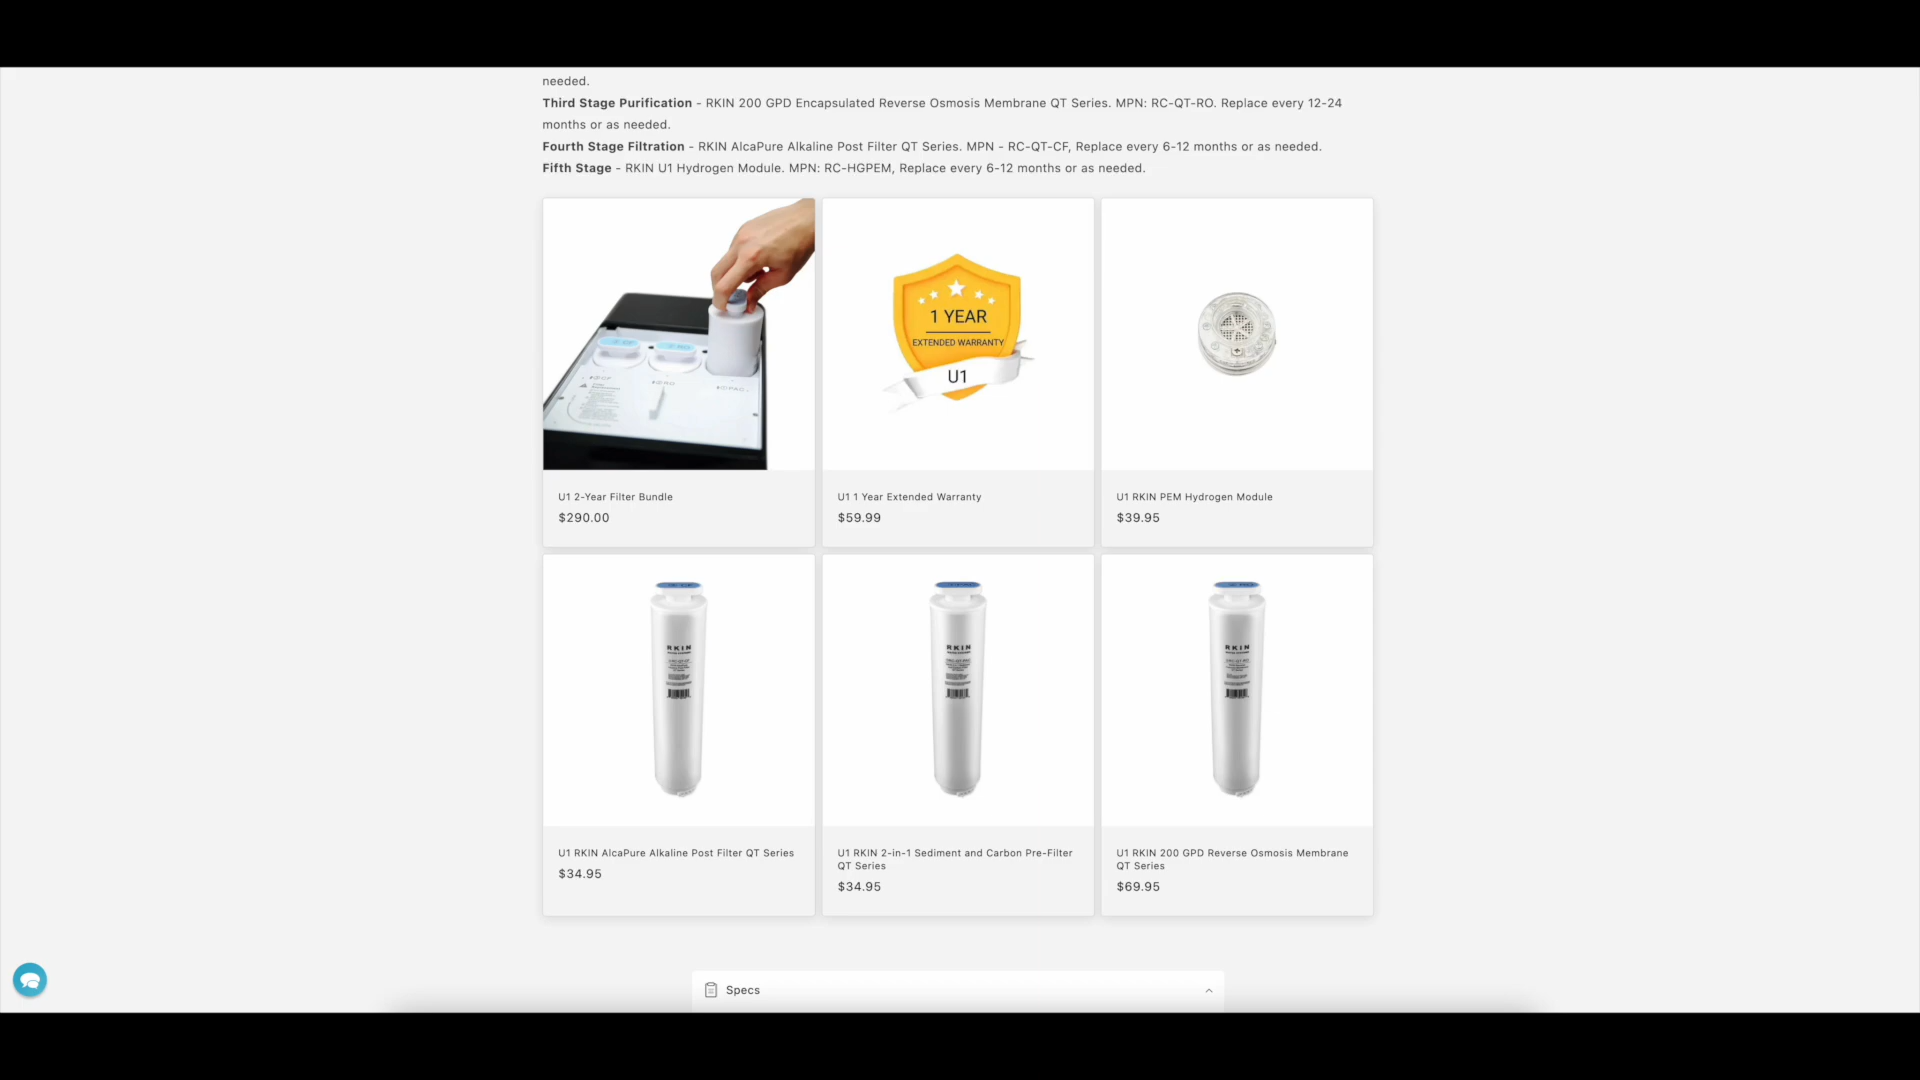 needed.
Third Stage Purification - RKIN 200 GPD Encapsulated Reverse Osmosis Membrane QT Series. MPN: RC-QT-RO. Replace every 12-24
months or as needed.
Fourth Stage Filtration - RKIN AlcaPure Alkaline Post Filter QT Series. MPN - RC-QT-CF, Replace every 6-12 months or as needed.
Fifth Stage - RKIN U1 Hydrogen Module. MPN: RC-HGPEM, Replace every 6-12 months or as needed.
1 YEAR
EXTENDED WARRANTY
U1
U1 2-Year Filter Bundle
$290.00
U1 1 Year Extended Warranty
$59.99
U1 RKIN PEM Hydrogen Module
$39.95
RKIN
RKIN
RKIN
U1 RKIN AlcaPure Alkaline Post Filter QT Series
$34.95
U1 RKIN 2-in-1 Sediment and Carbon Pre-Filter
QT Series
$34.95
U1 RKIN 200 GPD Reverse Osmosis Membrane
QT Series
$69.95
Specs